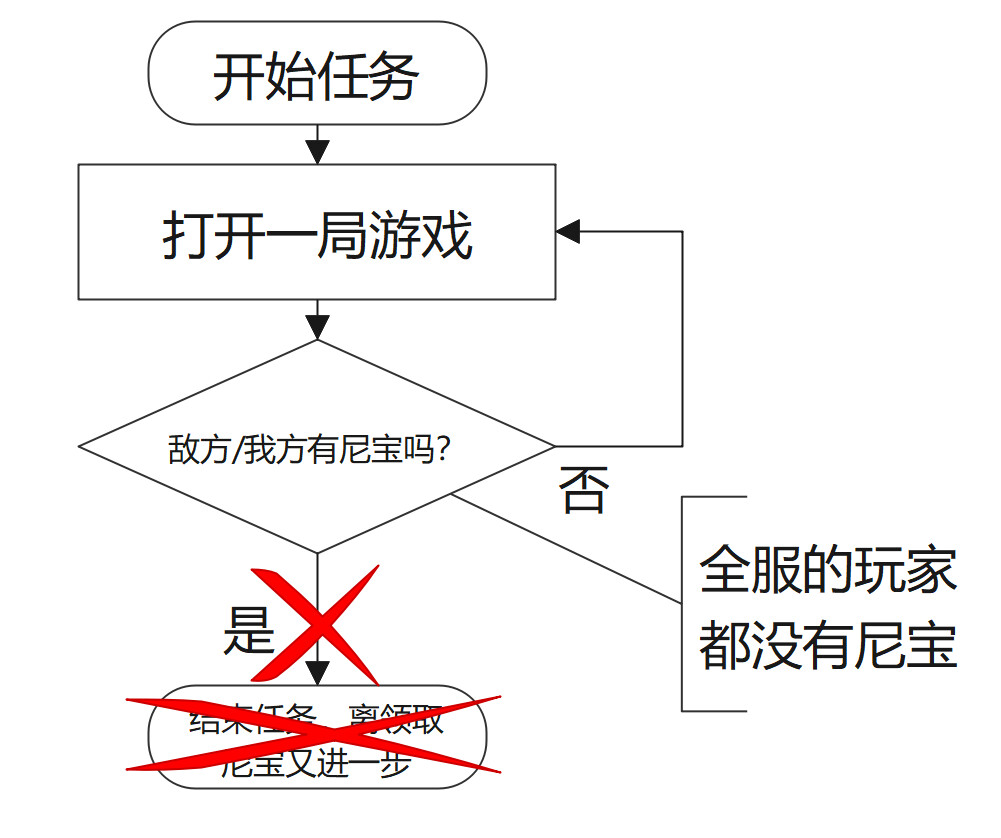 开始任务
打开一局游戏
敌方/我方有尼宝吗？
否
全服的玩家
都没有尼宝
是
结束任务，离领取
尼宝又进一步